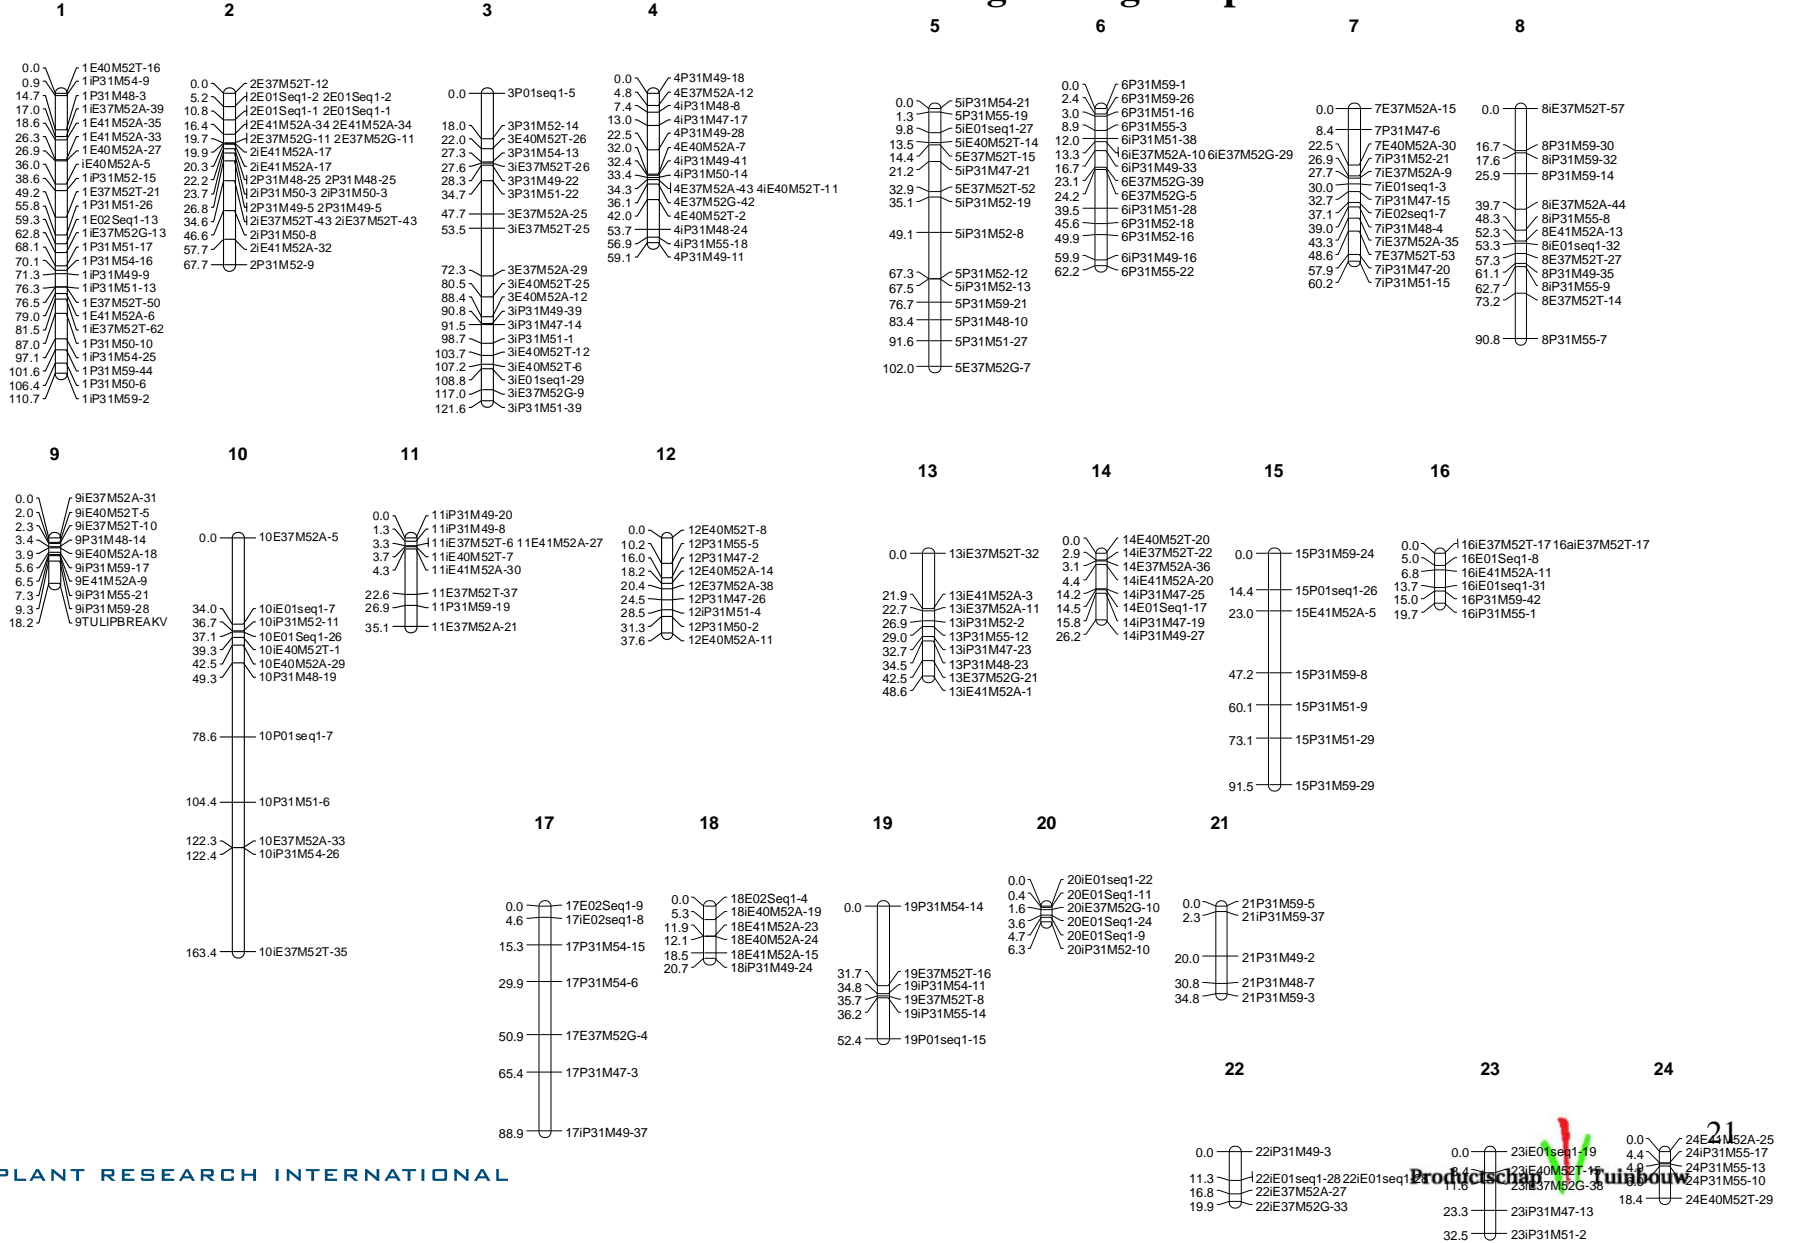 1
0.0 1E40M52T-16
0.9 1iP31M54-9
14.7 1P31M48-3
17.0 1iE37M52A-39
18.6 1E41M52A-35
26.3 1E41M52A-33
26.9 1E40M52A-27
36.0 iE40M52A-5
38.6 1iP31M52-15
49.2 1E37M52T-21
55.8 1P31M51-26
59.3 1E02Seq1-13
62.8 1iE37M52G-13
68.1 1P31M51-17
70.1 1P31M54-16
71.3 1iP31M49-9
76.3 1iP31M51-13
76.5 1E37M52T-50
79.0 1E41M52A-6
81.5 1iE37M52T-62
87.0 1P31M50-10
97.1 1iP31M54-25
101.6 1iP31M59-44
106.4 1P31M50-6
110.7 1iP31M59-2
2
0.0 2E37M52T-12
5.2 2E01Seq1-2 2E01Seq1-2
10.8 2E01Seq1-1 2E01Seq1-1
16.4 2E41M52A-34 2E41M52A-34
19.7 2E37M52G-11 2E37M52G-11
19.9 2iE41M52A-17
20.3 2iE41M52A-17
22.2 2P31M48-25 2P31M48-25
23.7 2iP31M50-3 2iP31M50-3
26.8 2P31M49-5 2P31M49-5
34.6 2iE37M52T-43 2iE37M52T-43
46.6 2iP31M50-8
57.7 2iE41M52A-32
67.7 2P31M52-9
3
0.0 3P01seq1-5
18.0 3P31M52-14
22.0 3E40M52T-26
27.3 3P31M54-13
27.6 3iE37M52T-26
28.3 3P31M49-22
34.7 3P31M51-22
47.7 3E37M52A-25
53.5 3iE37M52T-25
72.3 3E37M52A-29
80.5 3iE40M52T-25
88.4 3E40M52A-12
90.8 3iP31M49-39
91.5 3iP31M47-14
98.7 3iP31M51-1
103.7 3iE40M52T-12
107.2 3iE40M52T-6
108.8 3iE01seq1-29
117.0 3iE37M52G-9
121.6 3iP31M51-39
4
0.0 4P31M49-18
4.8 4E37M52A-12
7.4 4iP31M48-8
13.0 4iP31M47-17
22.5 4P31M49-28
32.0 4E40M52A-7
32.4 4iP31M49-41
33.4 4iP31M50-14
34.3 4E37M52A-43 4iE40M52T-11
36.1 4E37M52G-42
42.0 4E40M52T-2
53.7 4iP31M48-24
56.9 4iP31M55-18
59.1 4P31M49-11
5
0.0 5iP31M54-21
1.3 5P31M55-19
9.8 5iE01seq1-27
13.5 5iE40M52T-14
14.4 5E37M52T-15
21.2 5iP31M47-21
32.9 5E37M52T-52
35.1 5iP31M52-19
49.1 5iP31M52-8
67.3 5P31M52-12
67.5 5iP31M52-13
76.7 5P31M59-21
83.4 5P31M48-10
91.6 5P31M51-27
102.0 5E37M52G-7
6
0.0 6P31M59-1
2.4 6P31M59-26
3.0 6P31M51-16
8.9 6P31M55-3
12.0 6iP31M51-38
13.3 6iE37M52A-10 6iE37M52G-29
16.7 6iP31M49-33
23.1 6E37M52G-39
24.2 6E37M52G-5
39.5 6iP31M51-28
45.6 6P31M52-18
49.9 6P31M52-16
59.9 6iP31M49-16
62.2 6P31M55-22
7
0.0 7E37M52A-15
8.4 7P31M47-6
22.5 7E40M52A-30
26.9 7iP31M52-21
27.7 7iE37M52A-9
30.0 7iE01seq1-3
32.7 7iP31M47-15
37.1 7iE02seq1-7
39.0 7iP31M48-4
43.3 7iE37M52A-35
48.6 7E37M52T-53
57.9 7iP31M47-20
60.2 7iP31M51-15
8
0.0 8iE37M52T-57
16.7 8P31M59-30
17.6 8iP31M59-32
25.9 8P31M59-14
39.7 8iE37M52A-44
48.3 8iP31M55-8
52.3 8E41M52A-13
53.3 8iE01seq1-32
57.3 8E37M52T-27
61.1 8P31M49-35
62.7 8iP31M55-9
73.2 8E37M52T-14
90.8 8P31M55-7
9
0.0 9iE37M52A-31
2.0 9iE40M52T-5
2.3 9iE37M52T-10
3.4 9P31M48-14
3.9 9iE40M52A-18
5.6 9iP31M59-17
6.5 9E41M52A-9
7.3 9iP31M55-21
9.3 9iP31M59-28
18.2 9TULIPBREAKV
10
0.0 10E37M52A-5
34.0 10iE01seq1-7
36.7 10iP31M52-11
37.1 10E01Seq1-26
39.3 10iE40M52T-1
42.5 10E40M52A-29
49.3 10P31M48-19
78.6 10P01seq1-7
104.4 10P31M51-6
122.3 10E37M52A-33
122.4 10iP31M54-26
163.4 10iE37M52T-35
11
0.0 11iP31M49-20
1.3 11iP31M49-8
3.3 11iE37M52T-6 11E41M52A-27
3.7 11iE40M52T-7
4.3 11iE41M52A-30
22.6 11E37M52T-37
26.9 11P31M59-19
35.1 11E37M52A-21
12
0.0 12E40M52T-8
10.2 12P31M55-5
16.0 12P31M47-2
18.2 12E40M52A-14
20.4 12E37M52A-38
24.5 12P31M47-26
28.5 12iP31M51-4
31.3 12P31M50-2
37.6 12E40M52A-11
13
0.0 13iE37M52T-32
21.9 13iE41M52A-3
22.7 13iE37M52A-11
26.9 13iP31M52-2
29.0 13P31M55-12
32.7 13iP31M47-23
34.5 13P31M48-23
42.5 13E37M52G-21
48.6 13iE41M52A-1
14
0.0 14E40M52T-20
2.9 14iE37M52T-22
3.1 14E37M52A-36
4.4 14iE41M52A-20
14.2 14iP31M47-25
14.5 14E01Seq1-17
15.8 14iP31M47-19
26.2 14iP31M49-27
15
0.0 15P31M59-24
14.4 15P01seq1-26
23.0 15E41M52A-5
47.2 15P31M59-8
60.1 15P31M51-9
73.1 15P31M51-29
91.5 15P31M59-29
16
0.0 16iE37M52T-17 16aiE37M52T-17
5.0 16E01Seq1-8
6.8 16iE41M52A-11
13.7 16iE01seq1-31
15.0 16P31M59-42
19.7 16iP31M55-1
17
0.0 17E02Seq1-9
4.6 17iE02seq1-8
15.3 17P31M54-15
29.9 17P31M54-6
50.9 17E37M52G-4
65.4 17P31M47-3
88.9 17iP31M49-37
18
0.0 18E02Seq1-4
5.3 18iE40M52A-19
11.9 18E41M52A-23
12.1 18E40M52A-24
18.5 18E41M52A-15
20.7 18iP31M49-24
19
0.0 19P31M54-14
31.7 19E37M52T-16
34.8 19iP31M54-11
35.7 19E37M52T-8
36.2 19iP31M55-14
52.4 19P01seq1-15
20
0.0 20iE01seq1-22
0.4 20E01Seq1-11
1.6 20iE37M52G-10
3.6 20E01Seq1-24
4.7 20E01Seq1-9
6.3 20iP31M52-10
21
0.0 21P31M59-5
2.3 21iP31M59-37
20.0 21P31M49-2
30.8 21P31M48-7
34.8 21P31M59-3
22
0.0 22iP31M49-3
11.3 22iE01seq1-28 22iE01seq1-28
16.8 22iE37M52A-27
19.9 22iE37M52G-33
23
0.0 23iE01seq1-19
8.4 23iE40M52T-15
11.6 23iE37M52G-38
23.3 23iP31M47-13
32.5 23iP31M51-2
24
0.0 24E41M52A-25
4.4 24iP31M55-17
24P31M55-13
24P31M55-10
18.4 24E40M52T-29
21
PLANT RESEARCH INTERNATIONAL
Productschap Tuinbouw